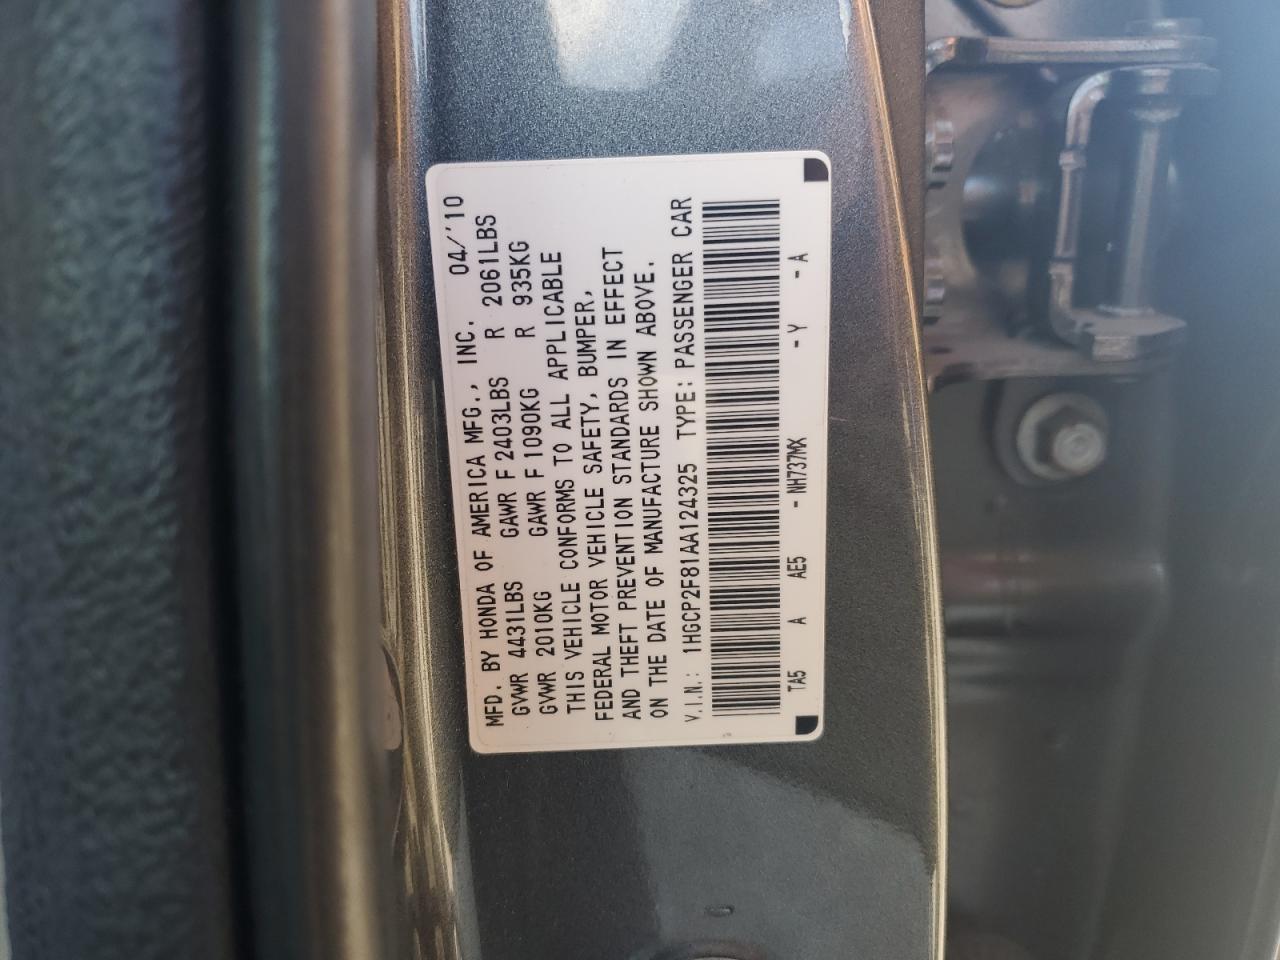 MFD. BY HONDA OF AMERICA MFG., INC. 04/'10
GVWR 4431LBS GAWR F 2403LBS R 2061LBS
GVWR 2010KG GAWR F 1090KG R 935KG
THIS VEHICLE CONFORMS TO ALL APPLICABLE
FEDERAL MOTOR VEHICLE SAFETY, BUMPER,
AND THEFT PREVENTION STANDARDS IN EFFECT
ON THE DATE OF MANUFACTURE SHOWN ABOVE.
V.I.N.: 1HGCP2F81AA124325 TYPE: PASSENGER CAR
TA5 A AE5 - NH737MX - Y - A